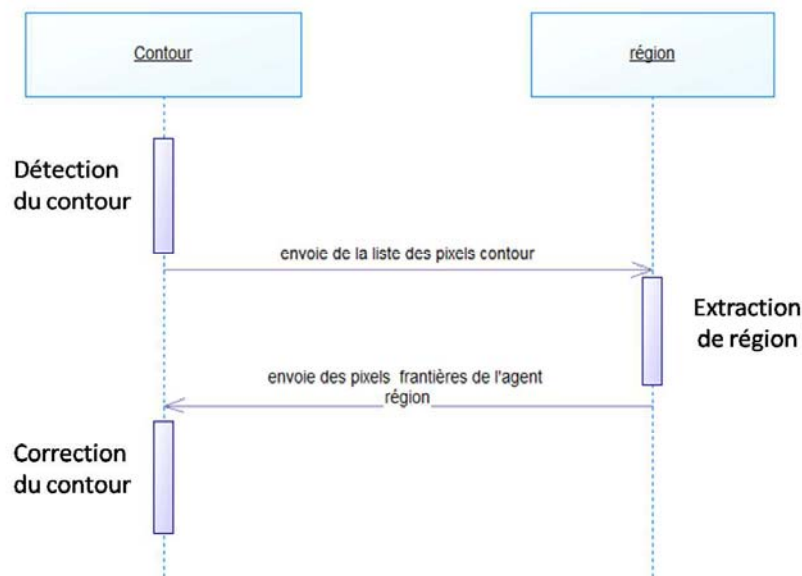 Contour
région
Détection
du contour
envoie de la liste des pixels contour
Extraction
de région
envoie des pixels frantières de l'agent
région
Correction
du contour